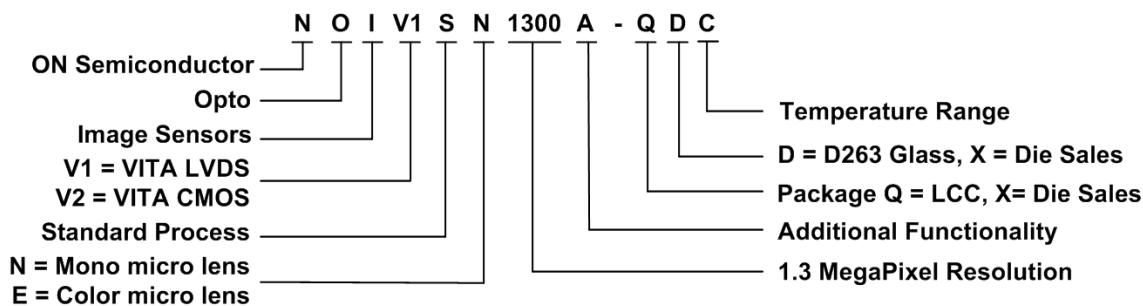 N O I V1 S N 1300 A - Q D C
ON Semiconductor
Opto
Image Sensors
V1 = VITA LVDS
V2 = VITA CMOS
Standard Process
N = Mono micro lens
E = Color micro lens
Temperature Range
D = D263 Glass, X = Die Sales
Package Q = LCC, X= Die Sales
Additional Functionality
1.3 MegaPixel Resolution